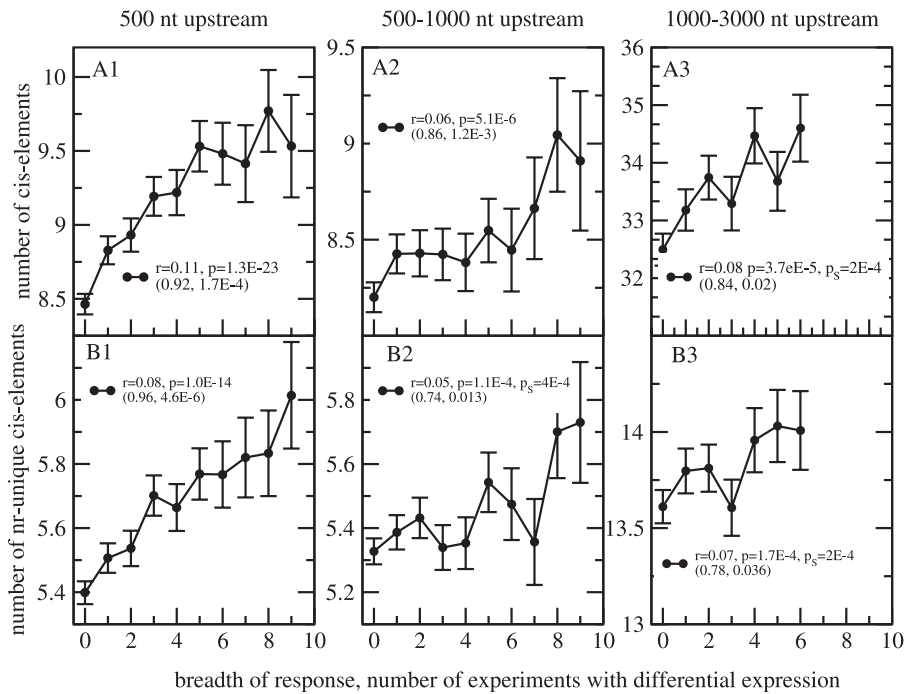 500 nt upstream
500-1000 nt upstream
1000-3000 nt upstream
number of cis-elements
10
9.5
9
8.5
A1
r=0.11, p=1.3E-23
(0.92, 1.7E-4)
9.5
9
8.5
A2
r=0.06, p=5.1E-6
(0.86, 1.2E-3)
36
35
34
33
32
A3
r=0.08 p=3.7eE-5, pS=2E-4
(0.84, 0.02)
number of nr-unique cis-elements
6
5.8
5.6
5.4
B1
r=0.08, p=1.0E-14
(0.96, 4.6E-6)
0 2 4 6 8 10
5.8
5.6
5.4
5.2
B2
r=0.05, p=1.1E-4, pS=4E-4
(0.74, 0.013)
0 2 4 6 8 10
14
13.5
13
B3
r=0.07, p=1.7E-4, pS=2E-4
(0.78, 0.036)
0 2 4 6 8 10
breadth of response, number of experiments with differential expression